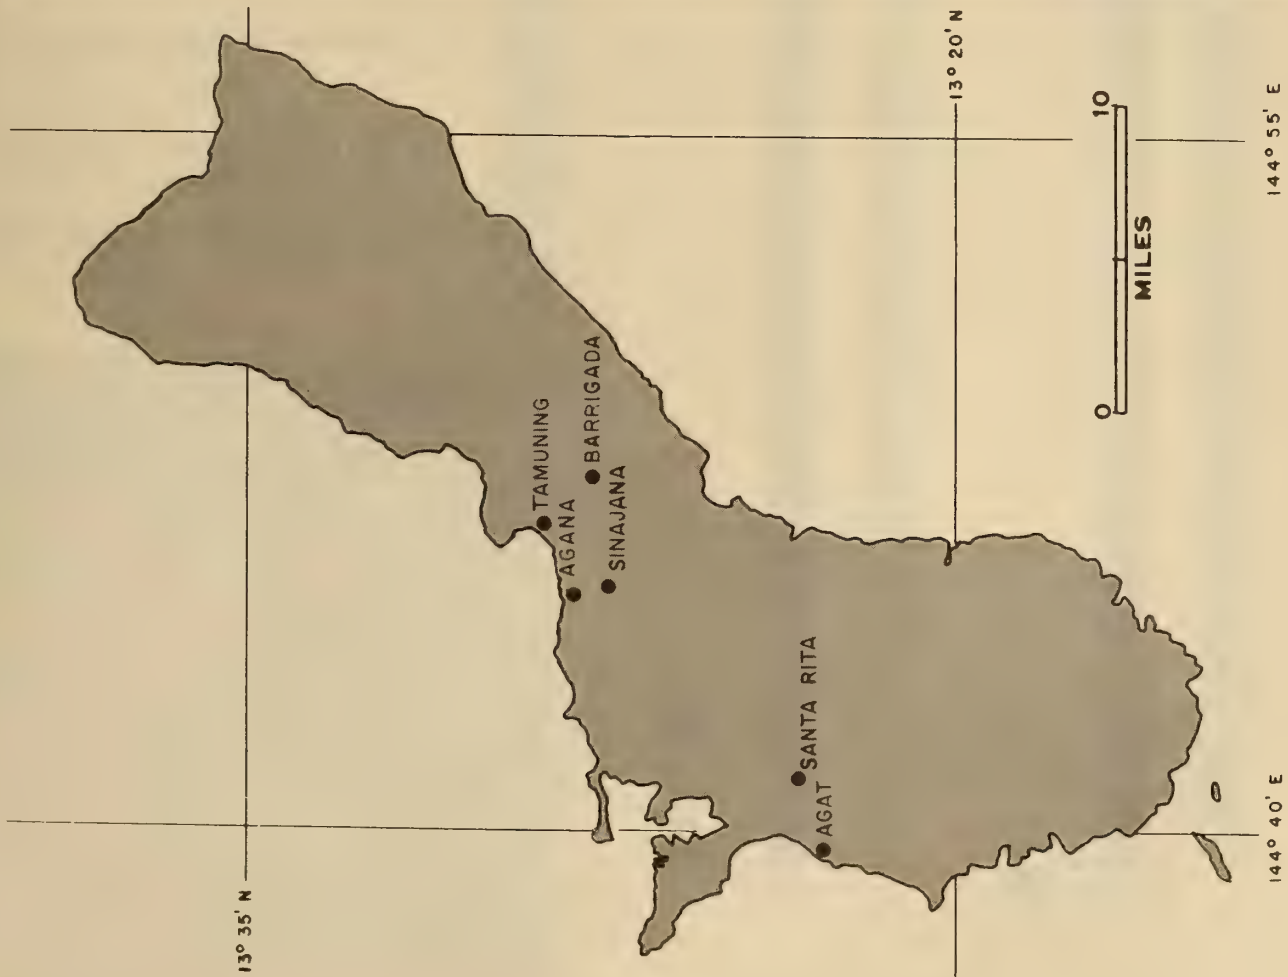 13° 35' N
13° 20' N
TAMUNING
AGANA
BARRIGADA
SINAJANA
SANTA RITA
AGAT
0 10
MILES
144° 40' E
144° 55' E